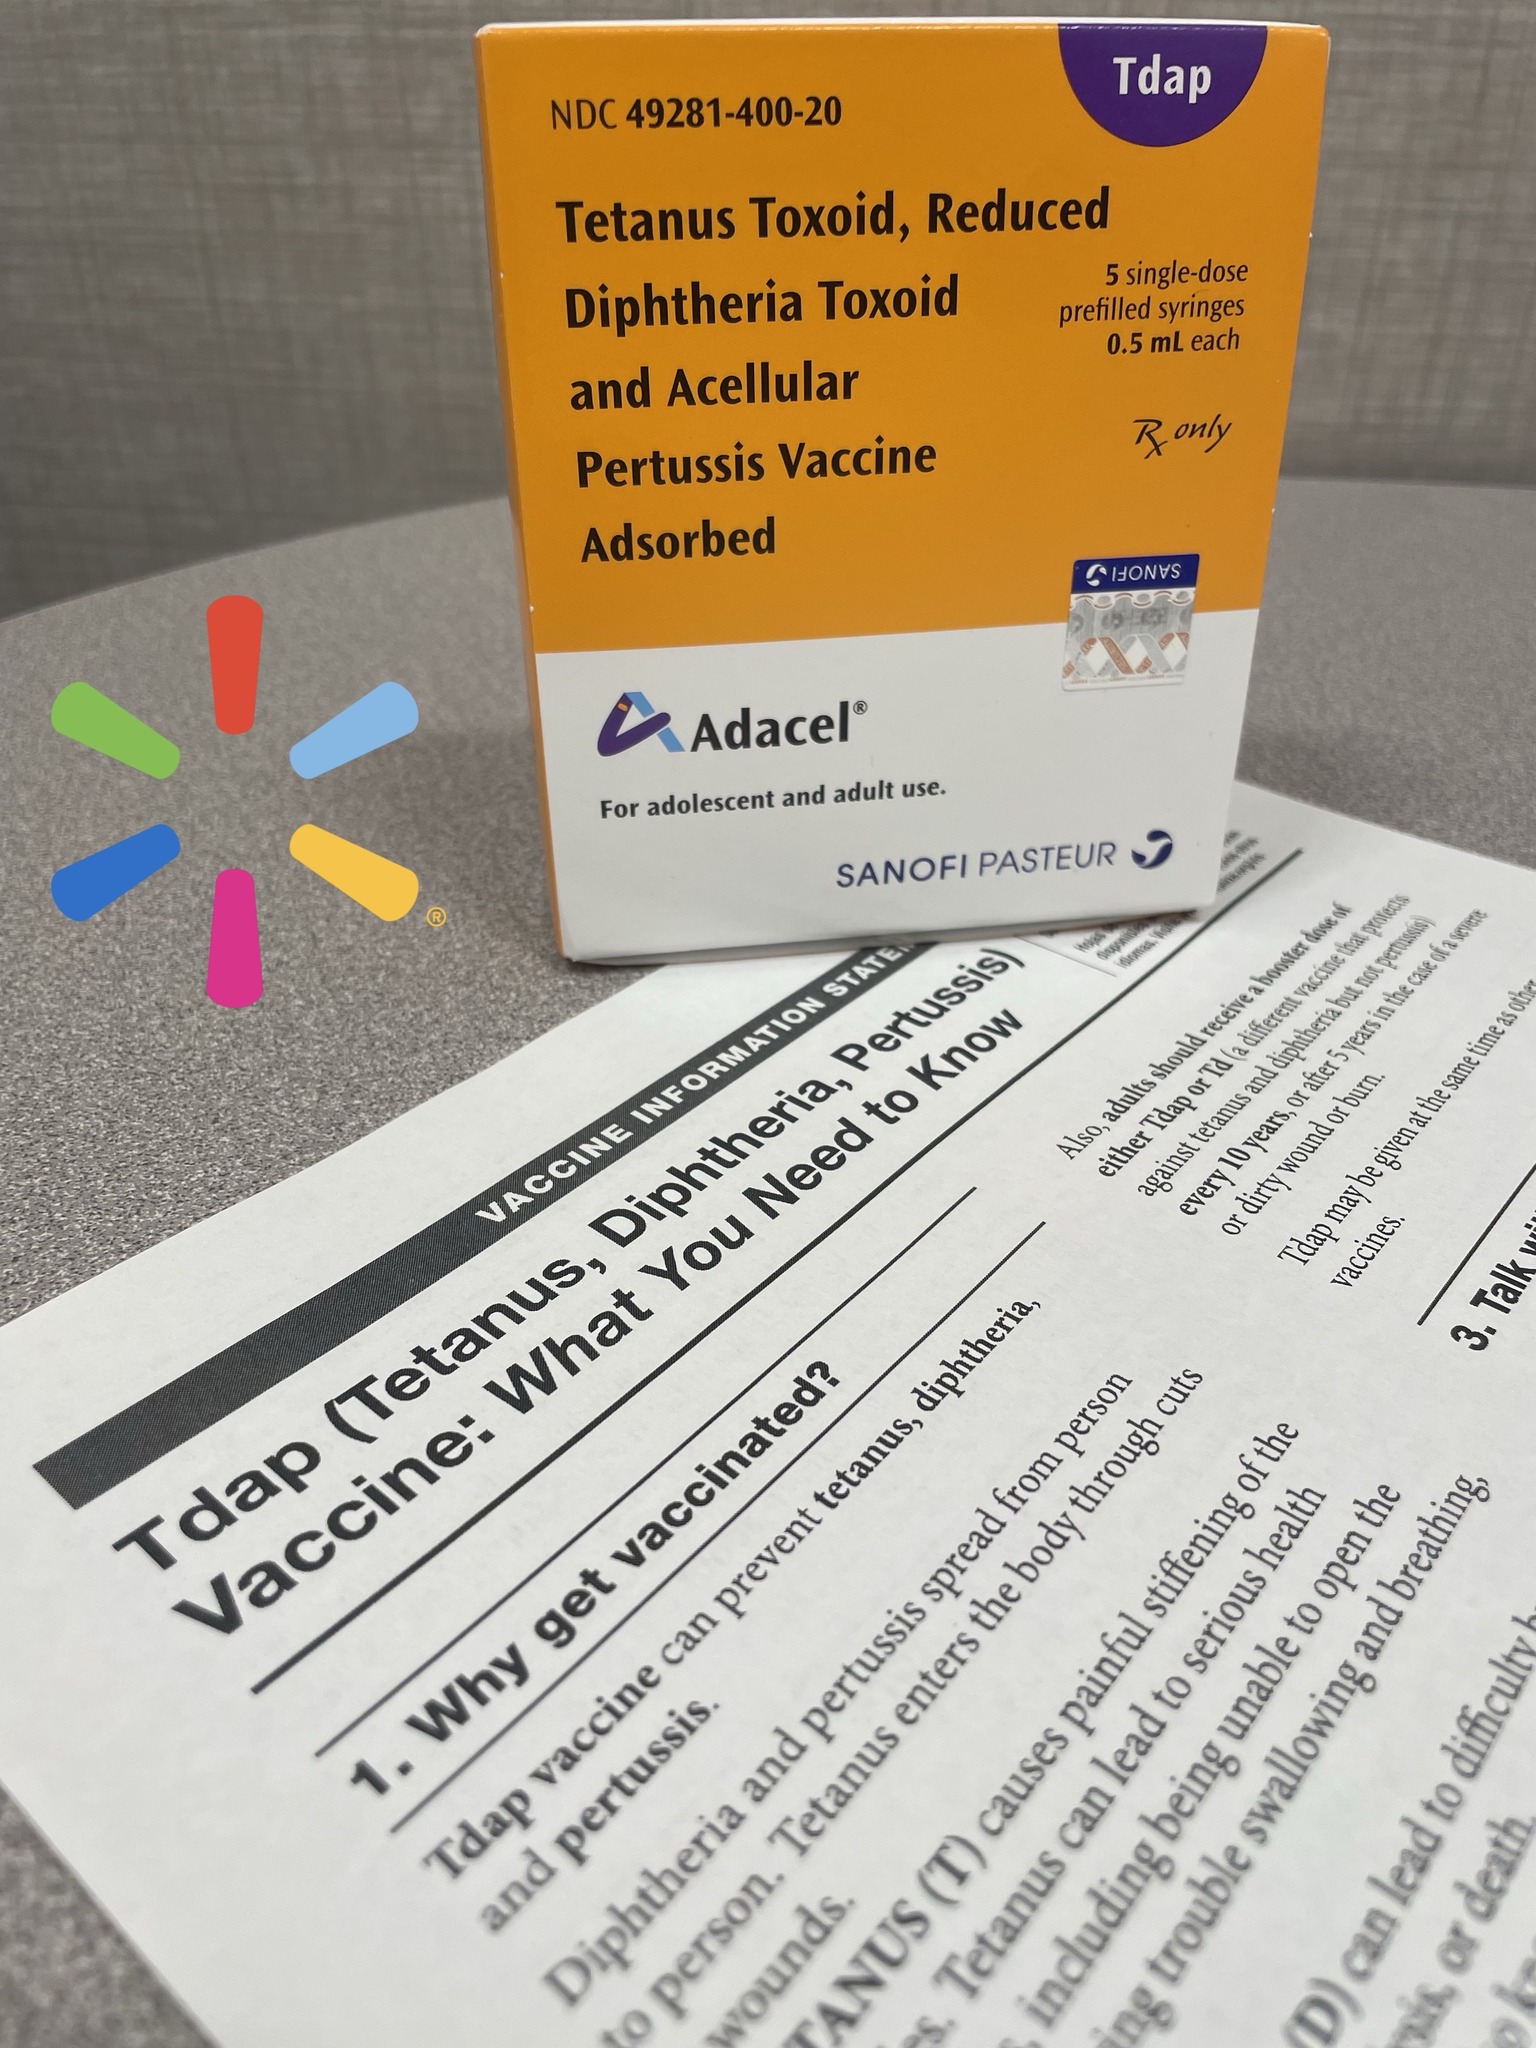 Tdap
NDC 49281-400-20
Tetanus Toxoid, Reduced
Diphtheria Toxoid
and Acellular
Pertussis Vaccine
Adsorbed
5 single-dose
prefilled syringes
0.5 mL each
Rx only
SANOFI
Adacel®
For adolescent and adult use.
SANOFI PASTEUR
®
VACCINE INFORMATION
Tdap (Tetanus, Diphtheria, Pertussis)
Vaccine: What You Need to Know
1. Why get vaccinated?
Tdap vaccine can prevent tetanus, diphtheria,
and pertussis.
Diphtheria and pertussis spread from person
to person. Tetanus enters the body through cuts
wounds.
(T) causes painful stiffening of the
Tetanus can lead to serious health
including being unable to open the
trouble swallowing and breathing,
(D) can lead to difficulty
or death.
Also, adults should receive a booster dose of
either Tdap or Td (a different vaccine that protects
against tetanus and diphtheria but not pertussis)
every 10 years, or after 5 years in the case of a severe
or dirty wound or burn.
Tdap may be given at the same time as other
vaccines.
3. Talk